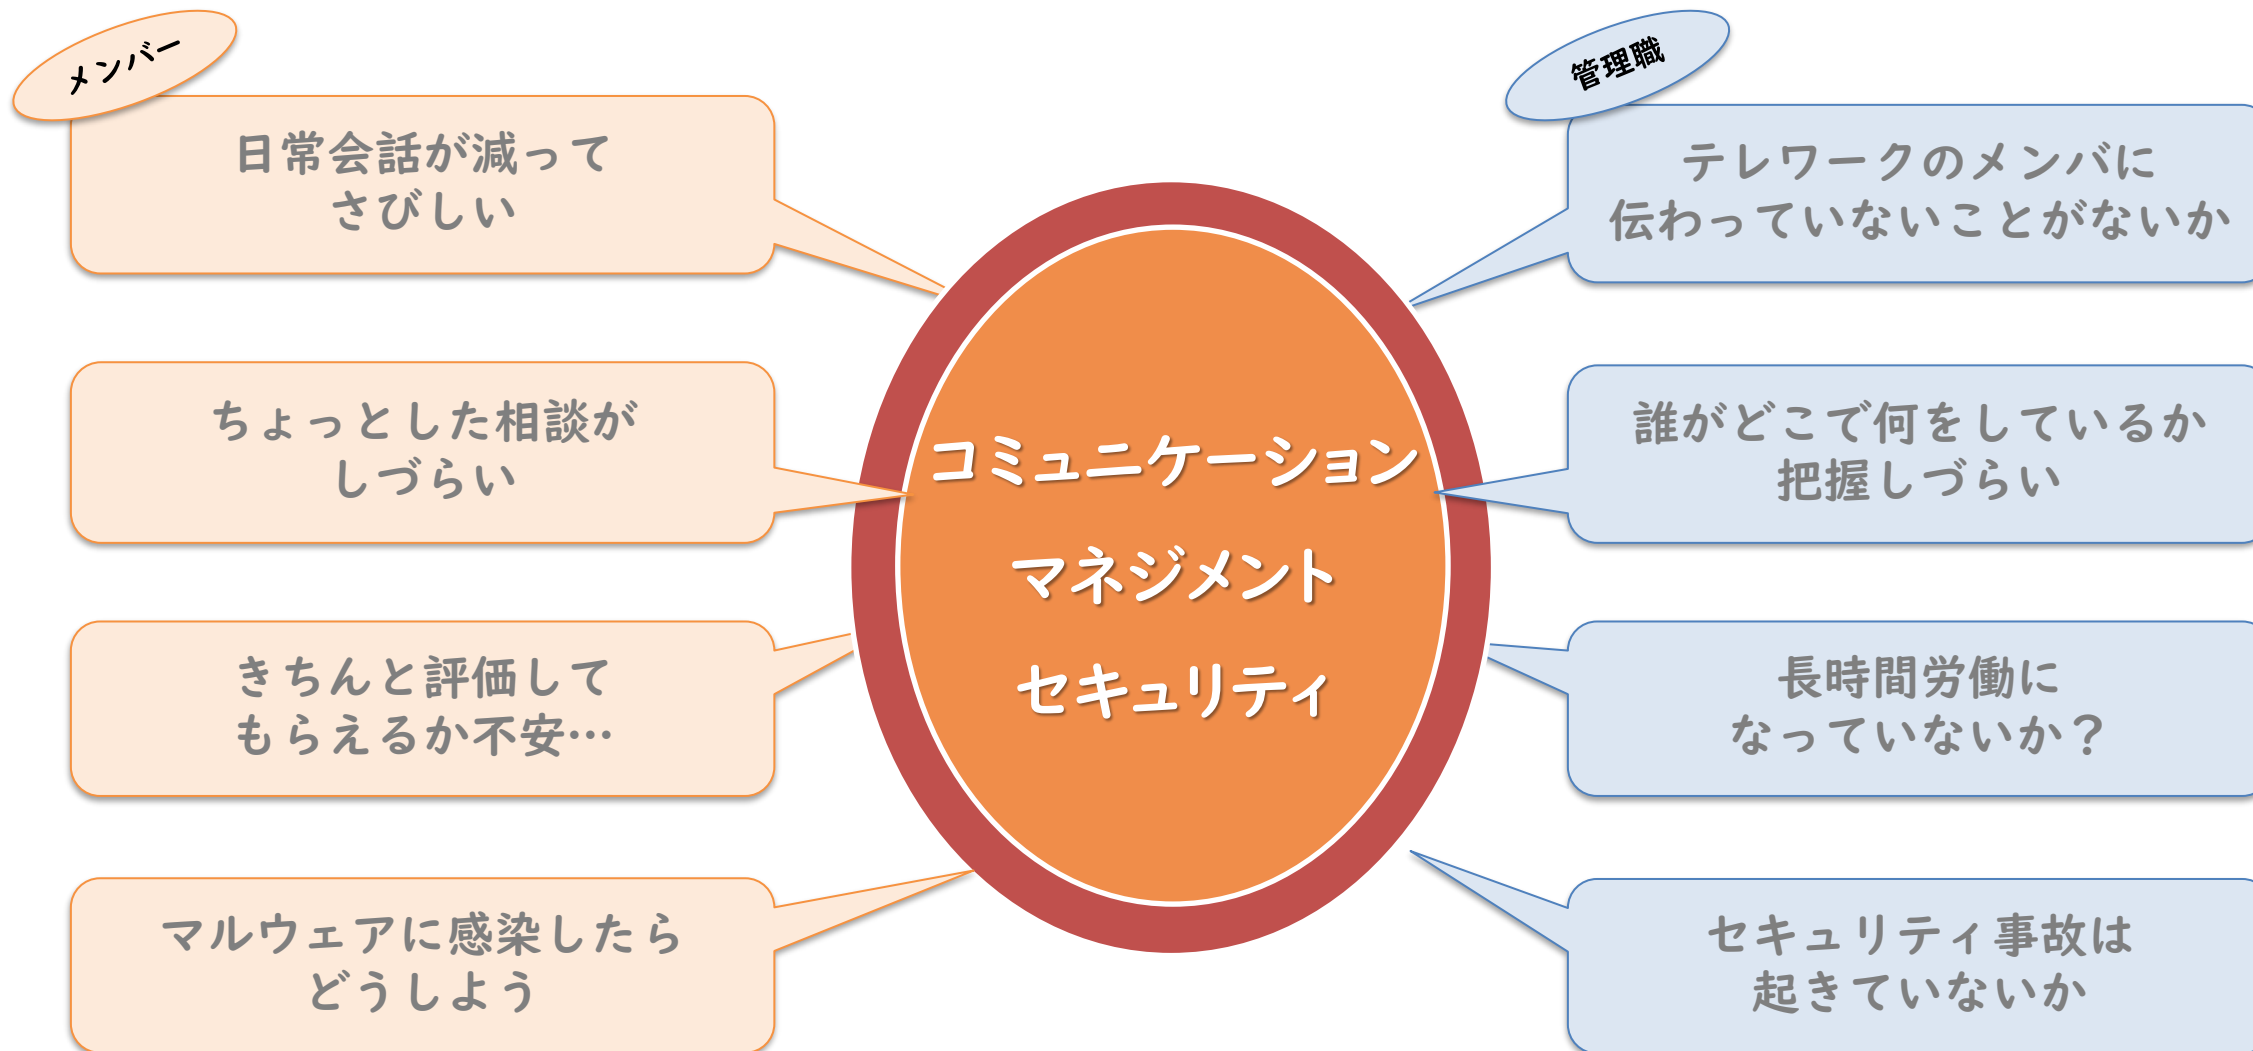 メンバー
日常会話が減って
さびしい
ちょっとした相談が
しづらい
きちんと評価して
もらえるか不安…
マルウェアに感染したら
どうしよう
コミュニケーション
マネジメント
セキュリティ
管理職
テレワークのメンバに
伝わっていないことがないか
誰がどこで何をしているか
把握しづらい
長時間労働に
なっていないか？
セキュリティ事故は
起きていないか